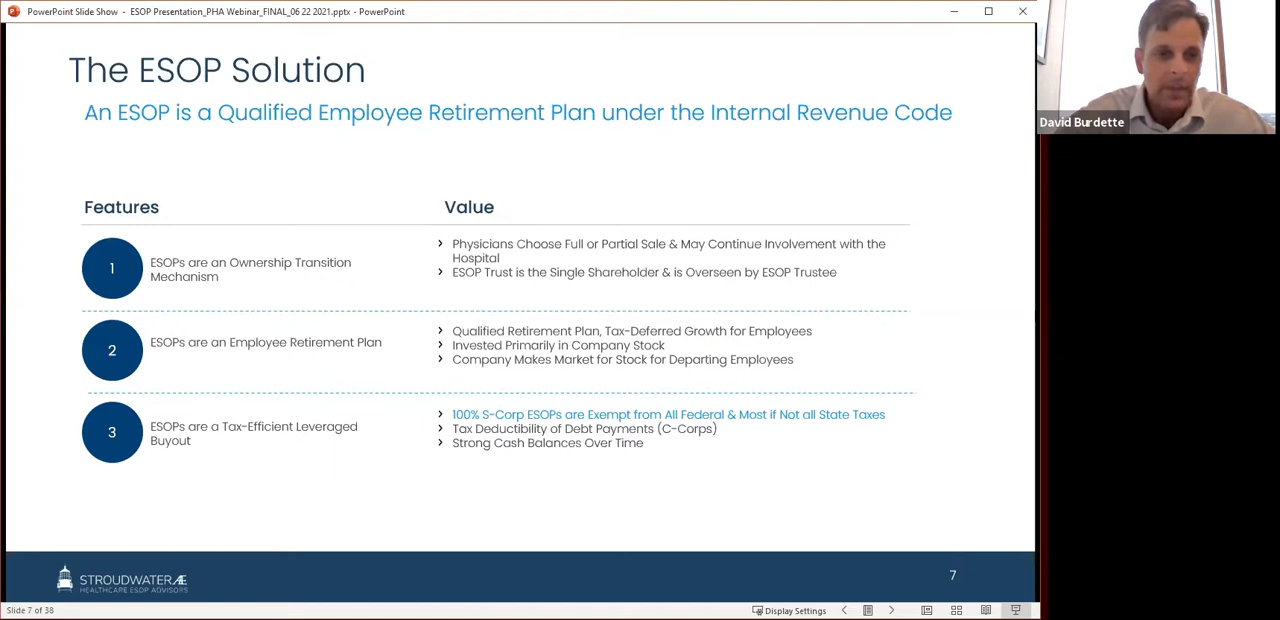 PowerPoint Slide Show - ESOP Presentation_PHA Webinar_FINAL_06 22 2021.pptx - PowerPoint
The ESOP Solution
An ESOP is a Qualified Employee Retirement Plan under the Internal Revenue Code
David Burdette
Features
Value
1
ESOPs are an Ownership Transition
Mechanism
› Physicians Choose Full or Partial Sale & May Continue Involvement with the
Hospital
› ESOP Trust is the Single Shareholder & is Overseen by ESOP Trustee
2
ESOPs are an Employee Retirement Plan
› Qualified Retirement Plan, Tax-Deferred Growth for Employees
› Invested Primarily in Company Stock
› Company Makes Market for Stock for Departing Employees
3
ESOPs are a Tax-Efficient Leveraged
Buyout
› 100% S-Corp ESOPs are Exempt from All Federal & Most if Not all State Taxes
› Tax Deductibility of Debt Payments (C-Corps)
› Strong Cash Balances Over Time
STROUDWATER Æ
HEALTHCARE ESOP ADVISORS
7
Slide 7 of 38
Display Settings